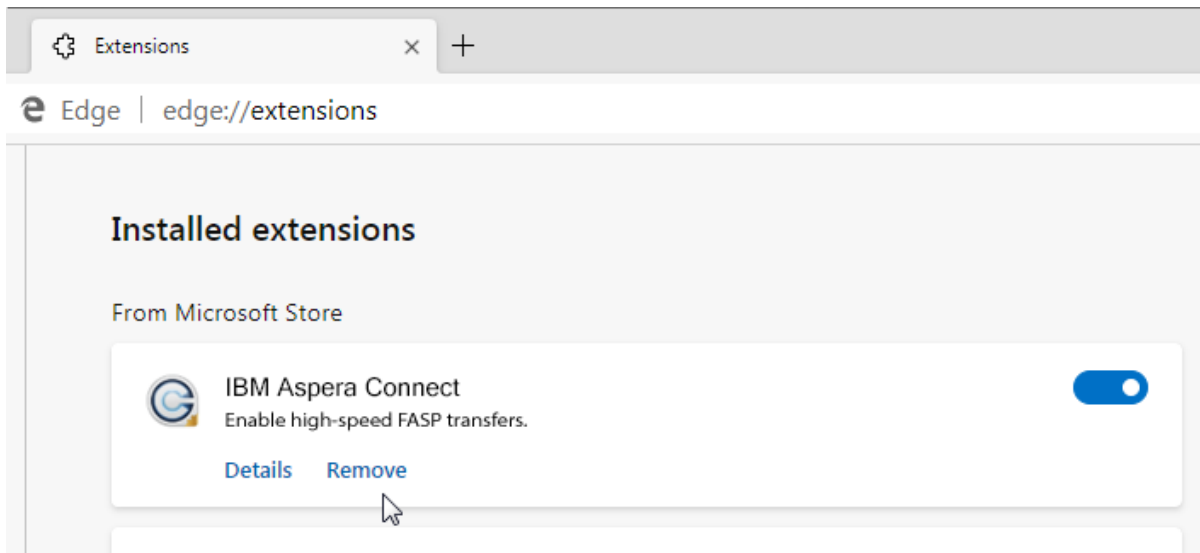 Extensions
Edge | edge://extensions
Installed extensions
From Microsoft Store
IBM Aspera Connect
Enable high-speed FASP transfers.
Details Remove